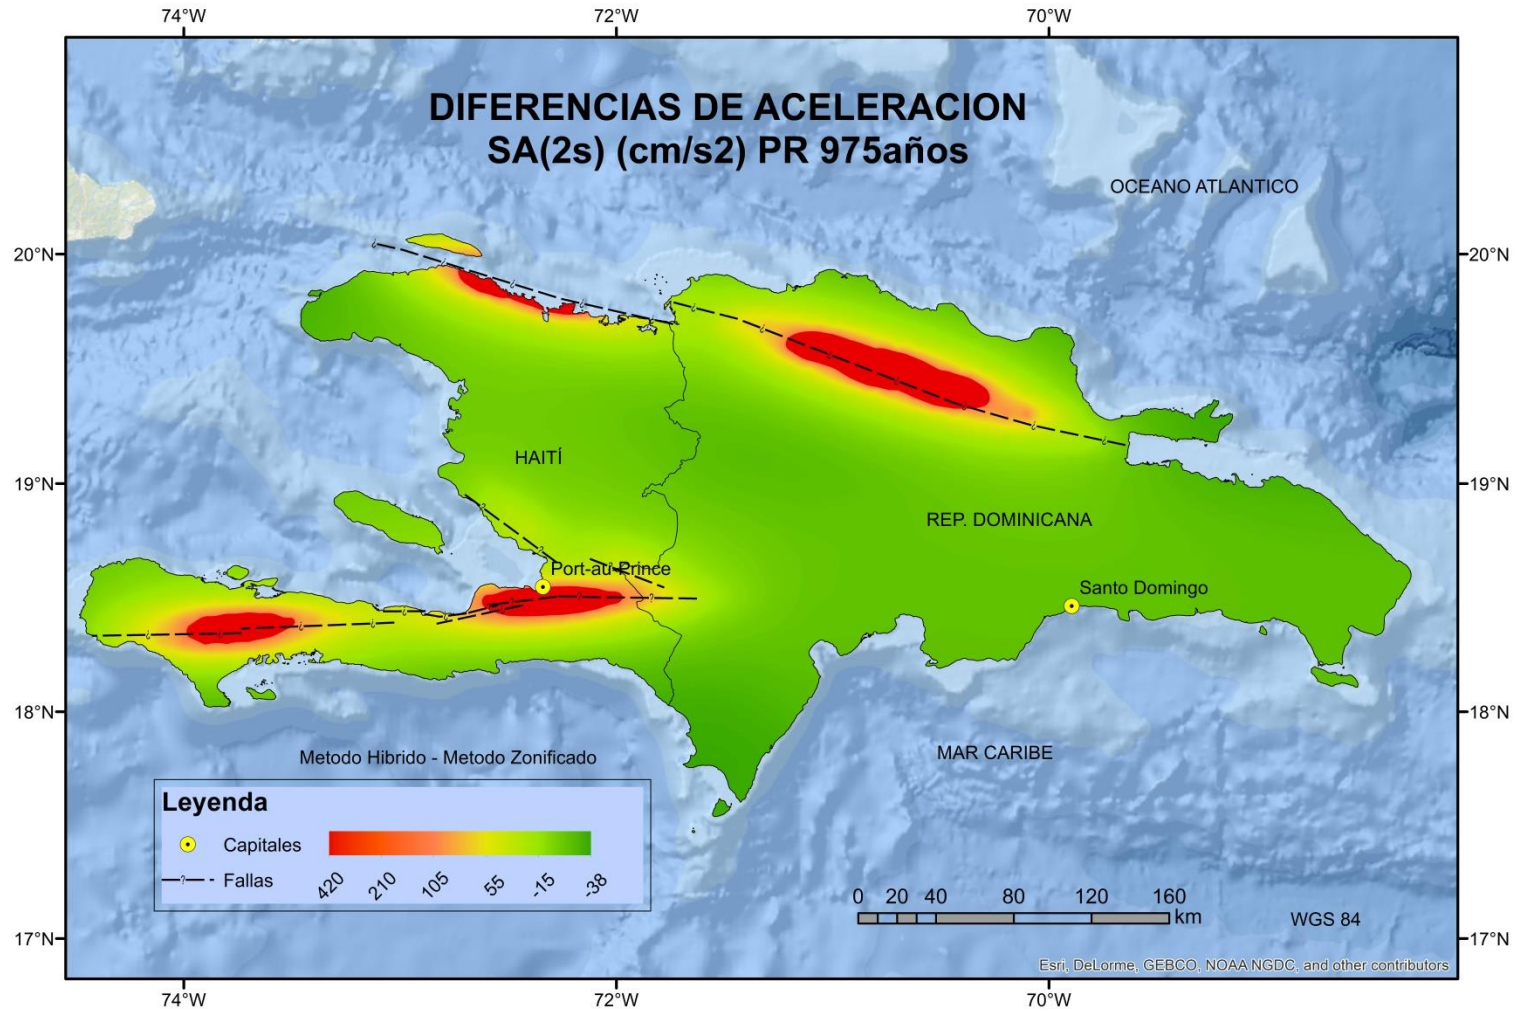 74°W 72°W 70°W
DIFERENCIAS DE ACELERACION
SA(2s) (cm/s2) PR 975años
OCEANO ATLANTICO
20°N 20°N
HAITÍ
19°N 19°N
REP. DOMINICANA
Port-au-Prince
Santo Domingo
18°N 18°N
Metodo Hibrido - Metodo Zonificado
MAR CARIBE
Leyenda
Capitales
Fallas
420 210 105 55 -15 -38
0 20 40 80 120 160
km
WGS 84
17°N 17°N
Esri, DeLorme, GEBCO, NOAA NGDC, and other contributors
74°W 72°W 70°W